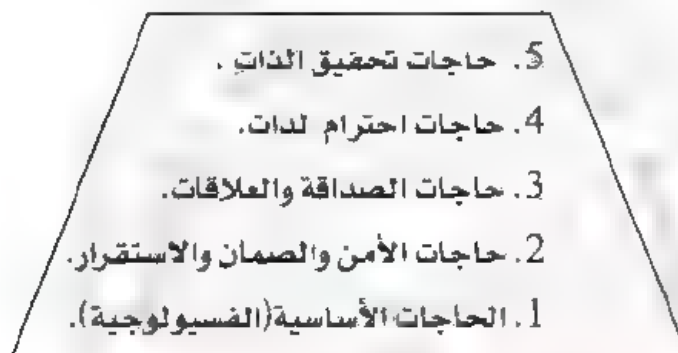 5. حاجات تحقيق الذات .
4. حاجات احترام لذات.
3. حاجات الصداقة والعلاقات.
2. حاجات الأمن والضمان والاستقرار.
1. الحاجات الأساسية(الفسيولوجية).